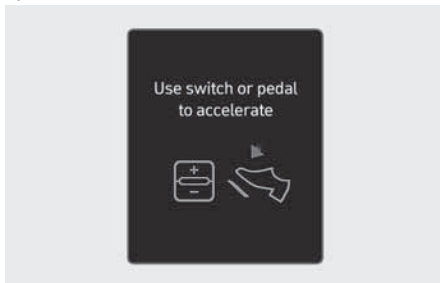 Use switch or pedal
to accelerate
+
−